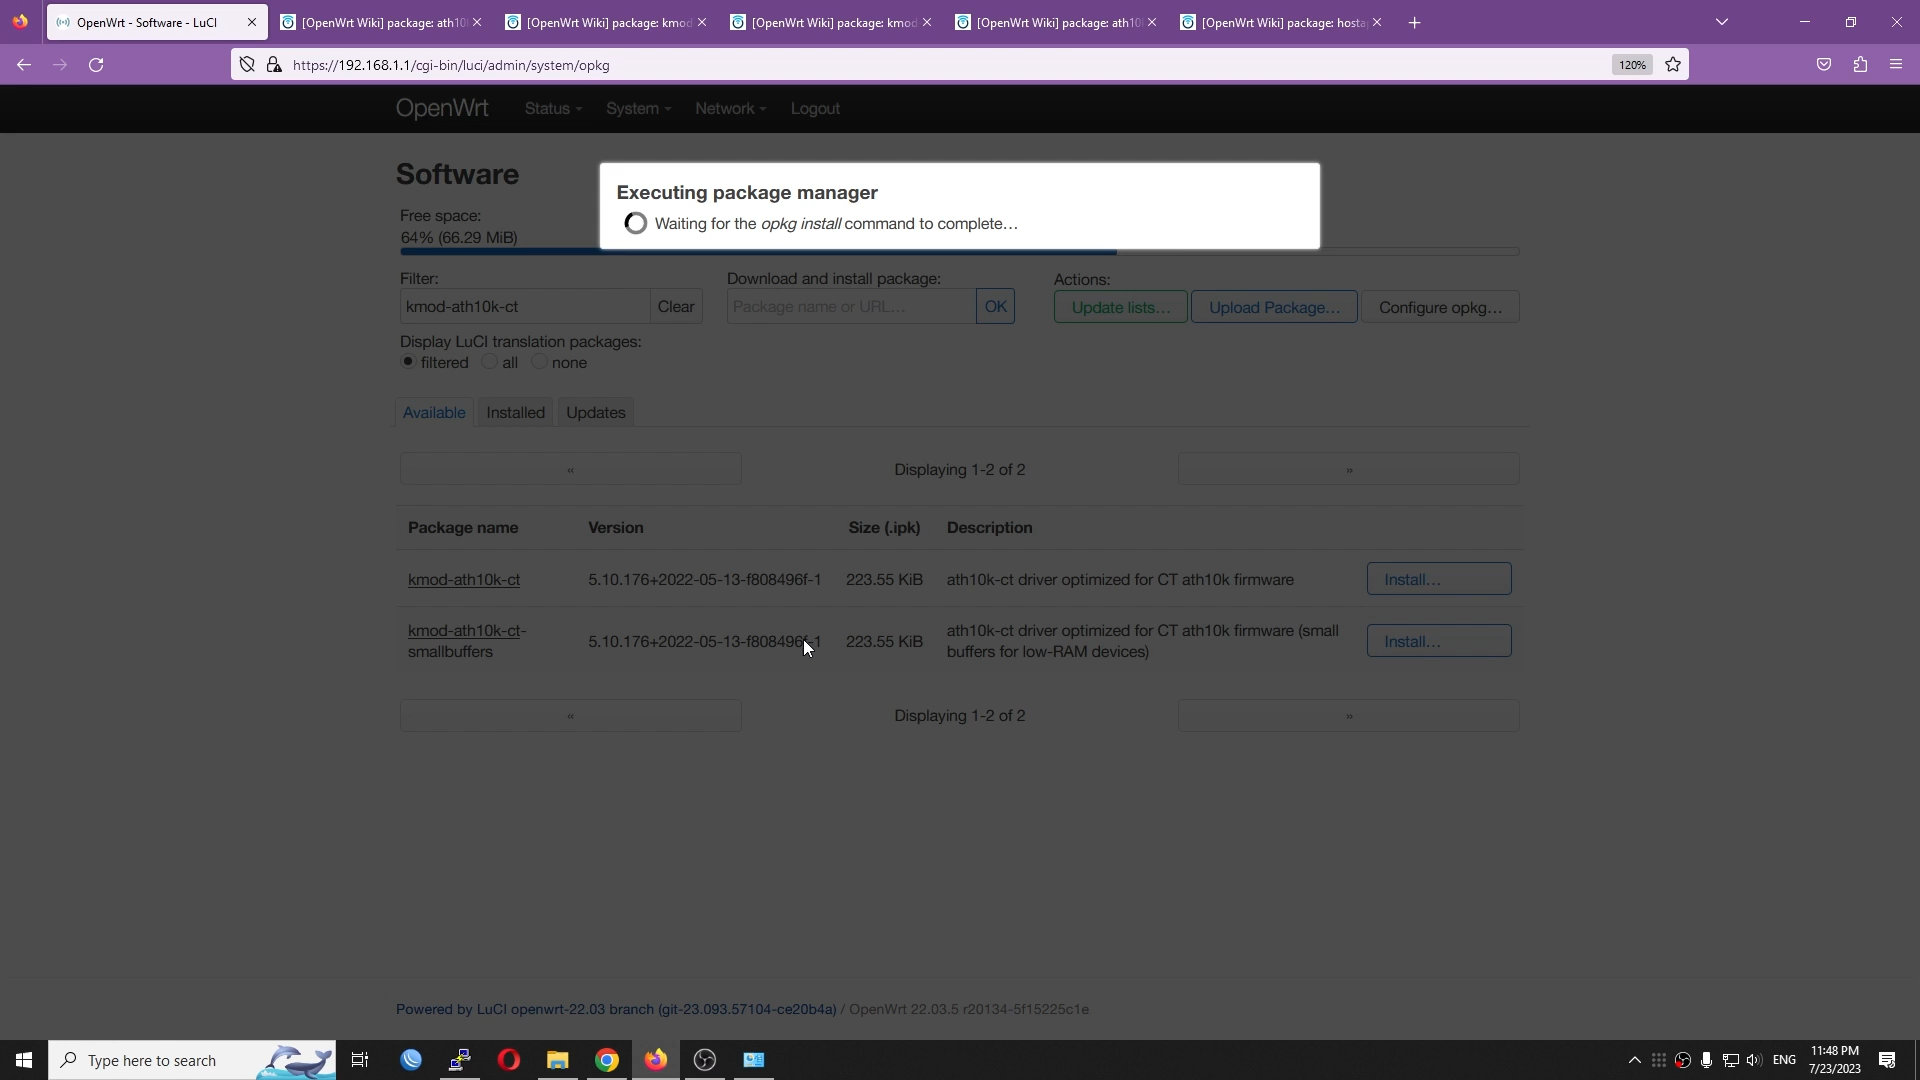 OpenWrt - Software - LuCI
[OpenWrt Wiki] package: ath10
[OpenWrt Wiki] package: kmod
[OpenWrt Wiki] package: kmod
[OpenWrt Wiki] package: ath10
[OpenWrt Wiki] package: hosta
https://192.168.1.1/cgi-bin/luci/admin/system/opkg
120%
OpenWrt
Status
System
Network
Logout
Software
Executing package manager
Waiting for the opkg install command to complete…
Free space:
64% (66.29 MiB)
Filter:
kmod-ath10k-ct
Clear
Download and install package:
Package name or URL…
OK
Actions:
Update lists…
Upload Package…
Configure opkg…
Display LuCI translation packages:
filtered
all
none
Available
Installed
Updates
«
Displaying 1-2 of 2
»
Package name
Version
Size (.ipk)
Description
kmod-ath10k-ct
5.10.176+2022-05-13-f808496f-1
223.55 KiB
ath10k-ct driver optimized for CT ath10k firmware
Install…
kmod-ath10k-ct-
smallbuffers
5.10.176+2022-05-13-f808496f-1
223.55 KiB
ath10k-ct driver optimized for CT ath10k firmware (small
buffers for low-RAM devices)
Install…
«
Displaying 1-2 of 2
»
Powered by LuCI openwrt-22.03 branch (git-23.093.57104-ce20b4a) / OpenWrt 22.03.5 r20134-5f15225c1e
Type here to search
ENG
11:48 PM
7/23/2023